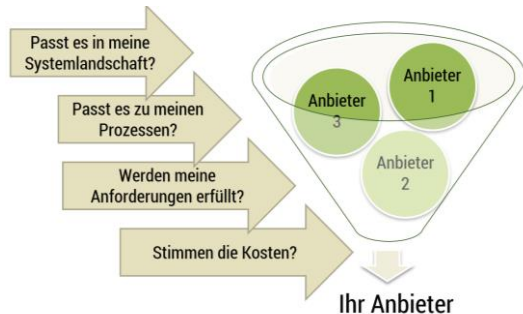 Passt es in meine
Systemlandschaft?
Passt es zu meinen
Prozessen?
Werden meine
Anforderungen erfüllt?
Stimmen die Kosten?
Anbieter
1
Anbieter
3
Anbieter
2
Ihr Anbieter